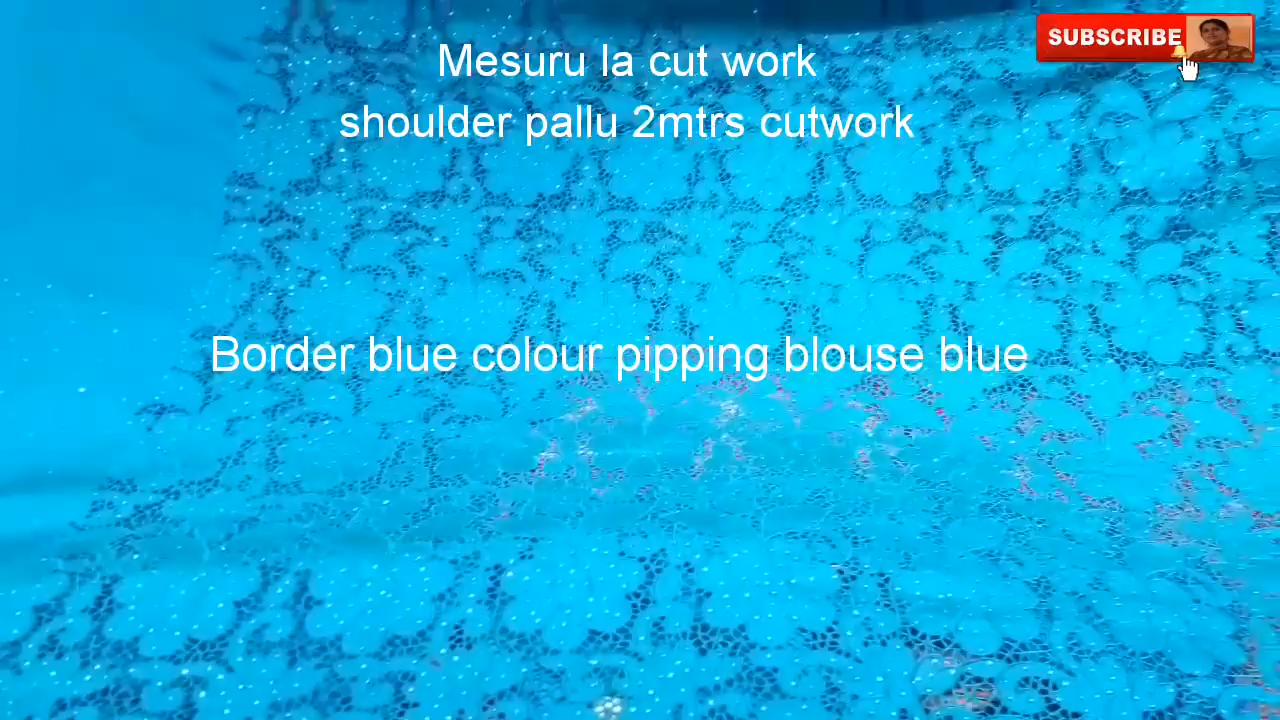 SUBSCRIBE
Mesuru la cut work
shoulder pallu 2mtrs cutwork
Border blue colour pipping blouse blue